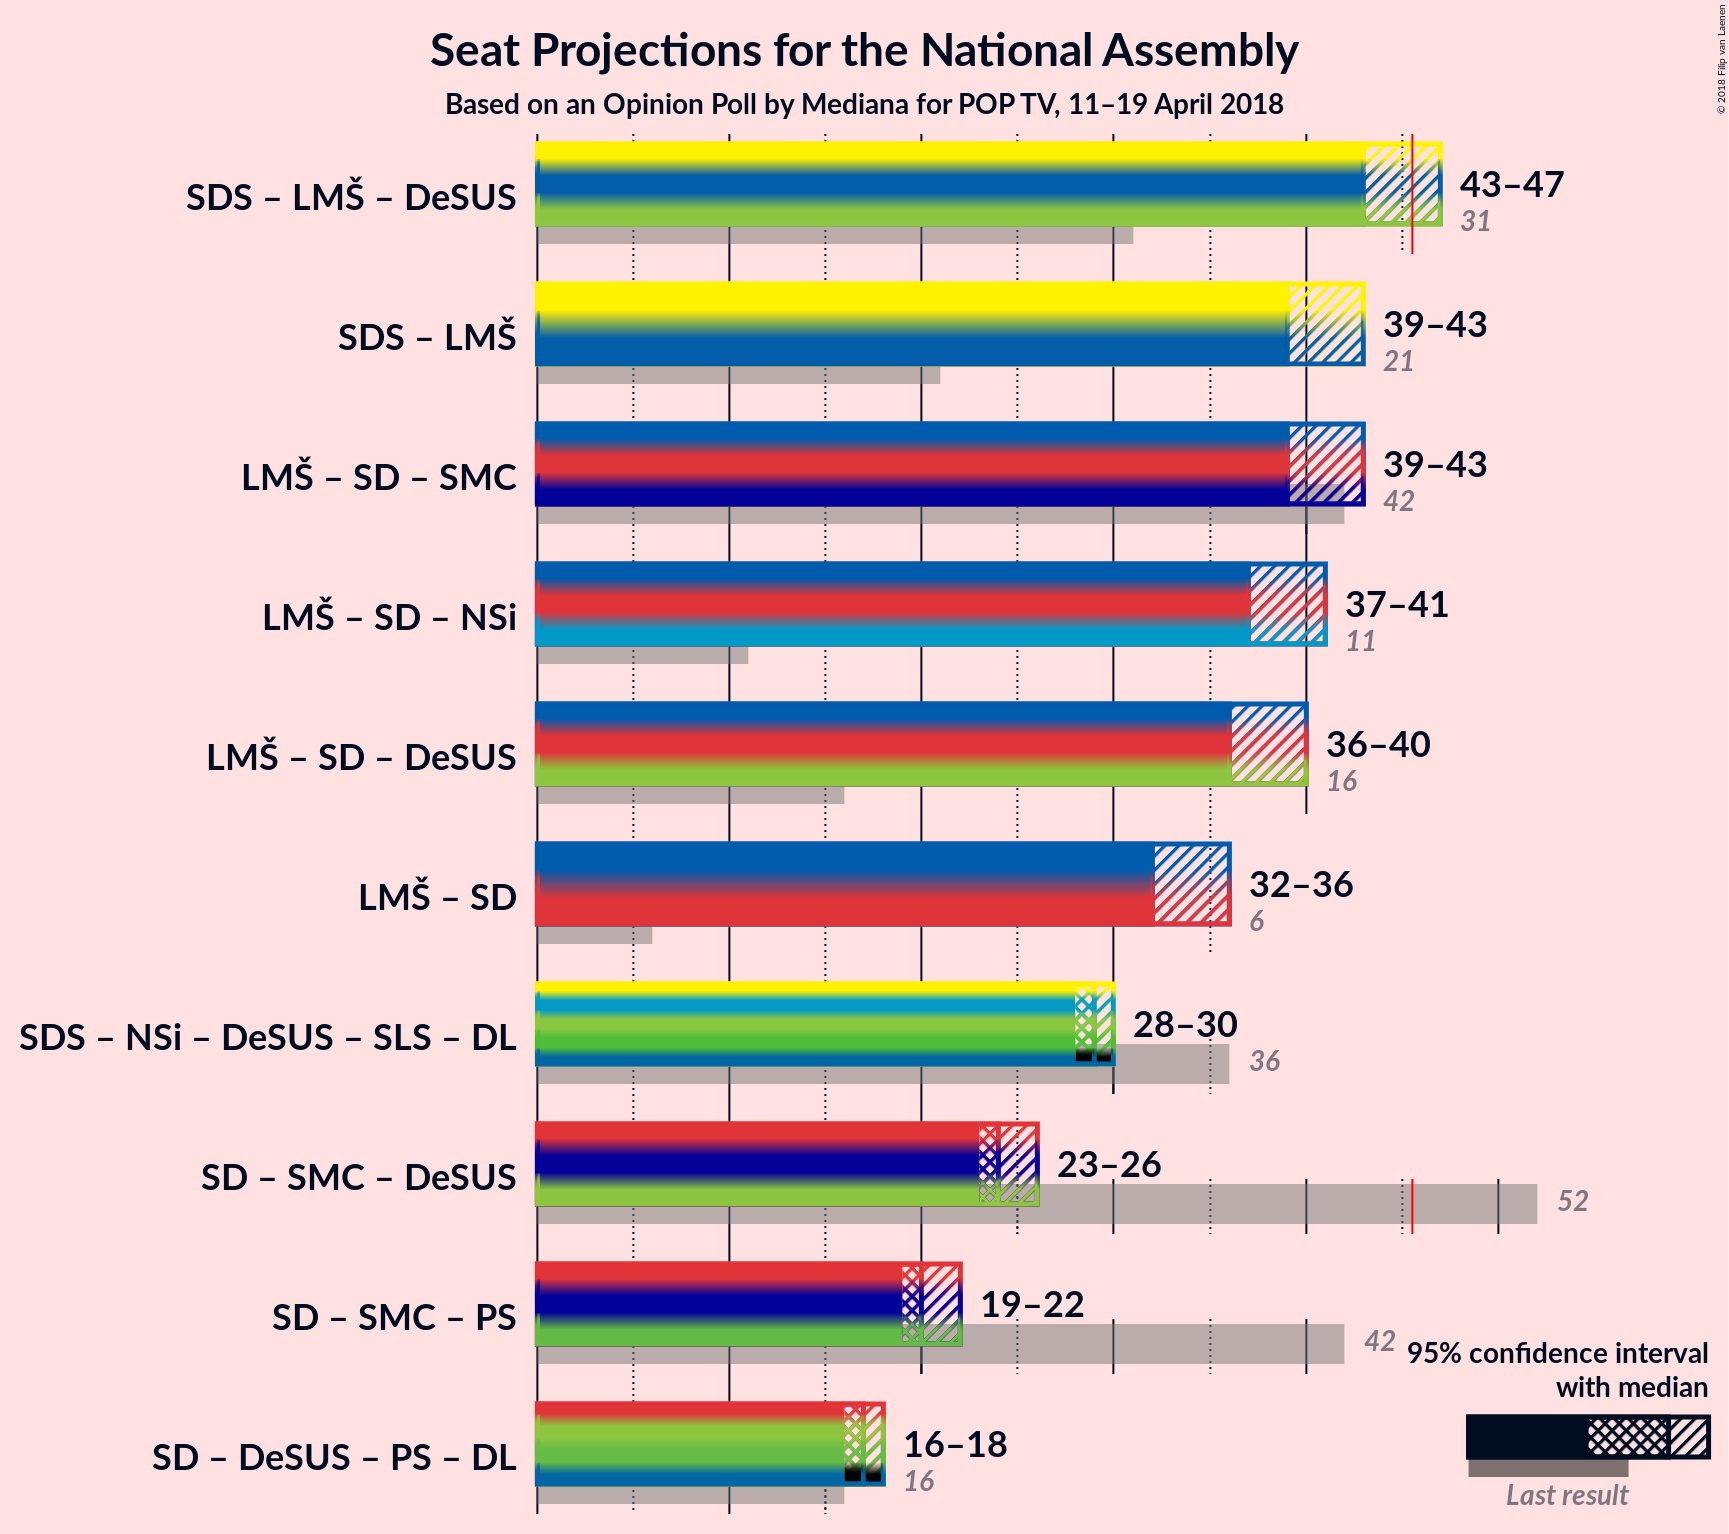 Seat Projections for the National Assembly
Based on an Opinion Poll by Mediana for POP TV, 11–19 April 2018
© 2018 Filip van Laenen
SDS – LMŠ – DeSUS
43–47
31
SDS – LMŠ
39–43
21
LMŠ – SD – SMC
39–43
42
LMŠ – SD – NSi
37–41
11
LMŠ – SD – DeSUS
36–40
16
LMŠ – SD
32–36
6
SDS – NSi – DeSUS – SLS – DL
28–30
36
SD – SMC – DeSUS
23–26
52
SD – SMC – PS
19–22
42
SD – DeSUS – PS – DL
16–18
16
95% confidence interval
with median
Last result